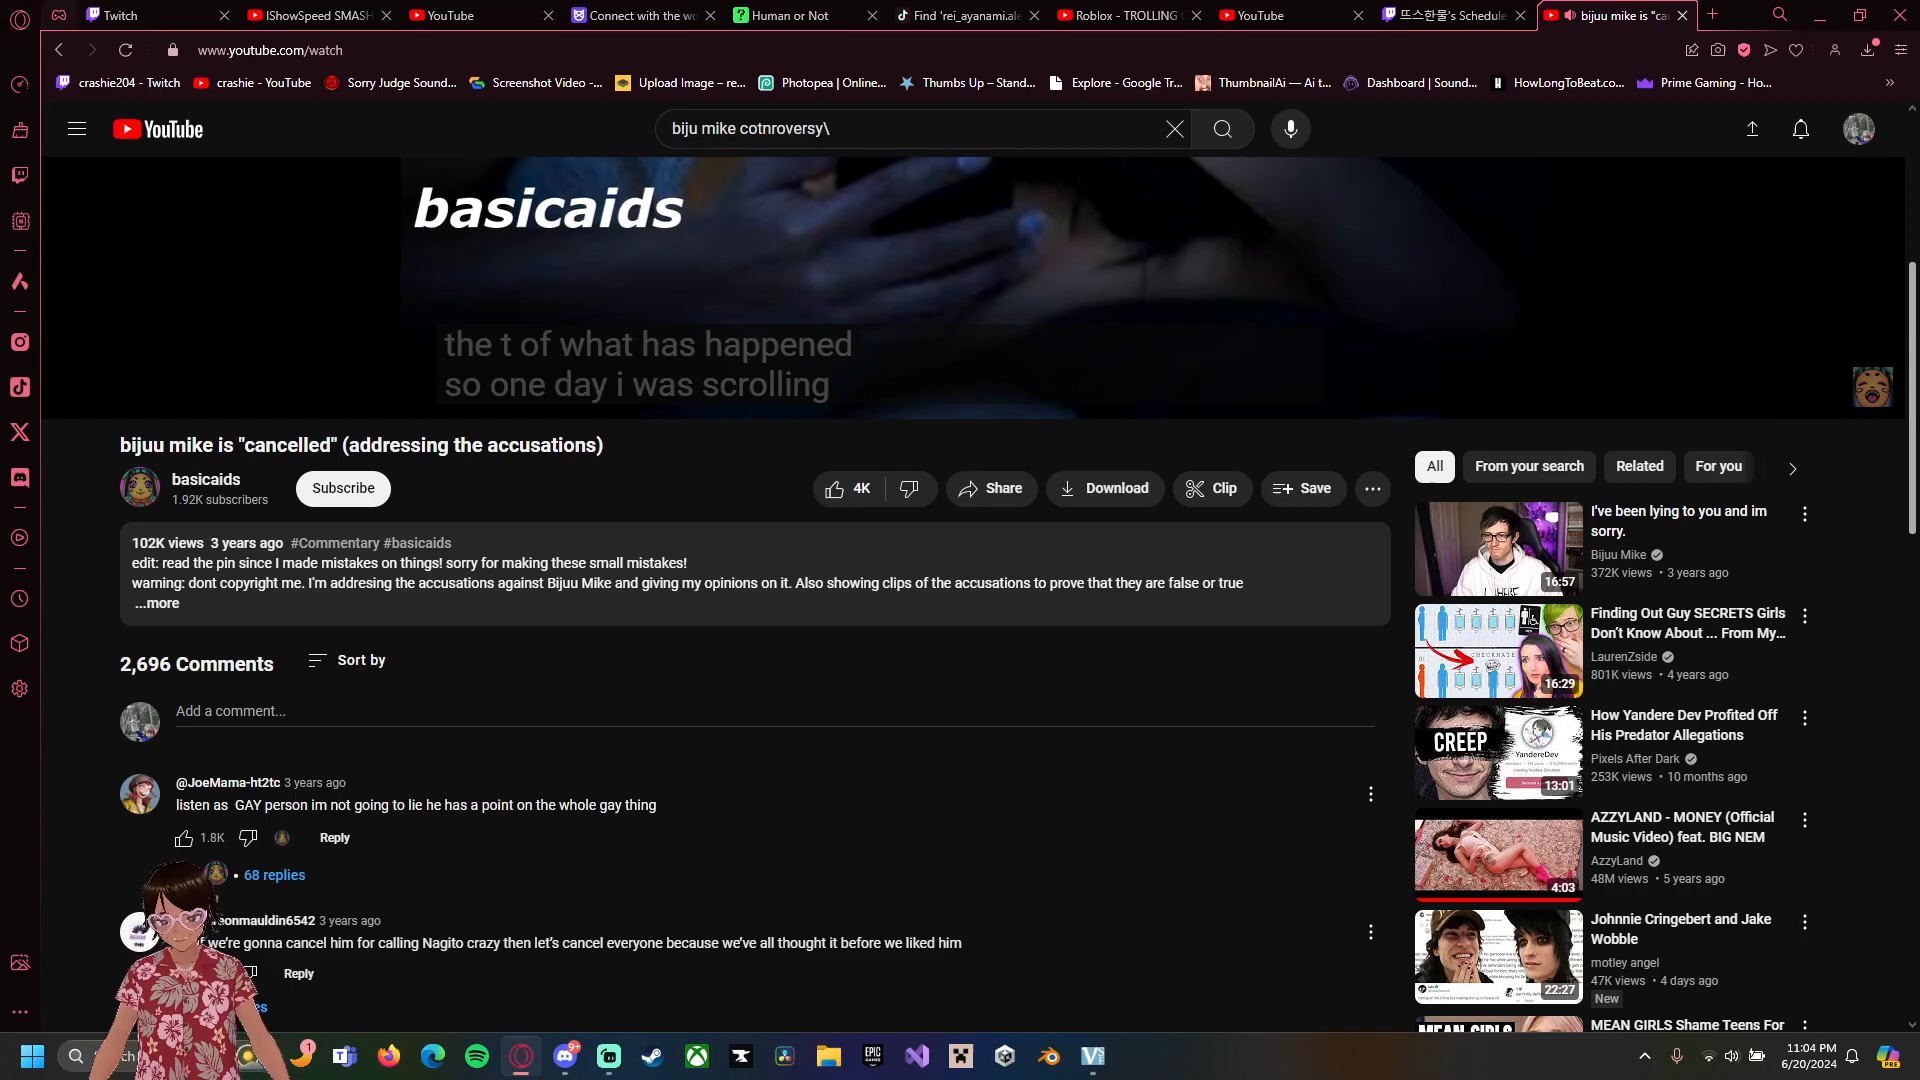 Twitch
IShowSpeed SMASH
YouTube
Connect with the wo
Human or Not
Find 'rei_ayanami.ale
Roblox - TROLLING
YouTube
뜨스한물's Schedule
bijuu mike is "ca
www.youtube.com/watch
crashie204 - Twitch
crashie - YouTube
Sorry Judge Sound...
Screenshot Video -...
Upload Image – re...
Photopea | Online...
Thumbs Up – Stand...
Explore - Google Tr...
ThumbnailAi — Ai t...
Dashboard | Sound...
HowLongToBeat.co...
Prime Gaming - Ho...
YouTube
biju mike cotnroversy\
basicaids
the t of what has happened
so one day i was scrolling
bijuu mike is "cancelled" (addressing the accusations)
basicaids
1.92K subscribers
Subscribe
4K
Share
Download
Clip
Save
102K views 3 years ago #Commentary #basicaids
edit: read the pin since I made mistakes on things! sorry for making these small mistakes!
warning: dont copyright me. I'm addresing the accusations against Bijuu Mike and giving my opinions on it. Also showing clips of the accusations to prove that they are false or true
...more
2,696 Comments
Sort by
Add a comment...
@JoeMama-ht2tc 3 years ago
listen as GAY person im not going to lie he has a point on the whole gay thing
1.8K
Reply
68 replies
eonmauldin6542 3 years ago
if we're gonna cancel him for calling Nagito crazy then let's cancel everyone because we've all thought it before we liked him
Reply
All
From your search
Related
For you
I've been lying to you and im
sorry.
Bijuu Mike
372K views • 3 years ago
16:57
Finding Out Guy SECRETS Girls
Don't Know About ... From My...
LaurenZside
801K views • 4 years ago
CHECKMATE
16:29
How Yandere Dev Profited Off
His Predator Allegations
Pixels After Dark
253K views • 10 months ago
CREEP
YandereDev
13:01
AZZYLAND - MONEY (Official
Music Video) feat. BIG NEM
AzzyLand
48M views • 5 years ago
4:03
Johnnie Cringebert and Jake
Wobble
motley angel
47K views • 4 days ago
New
22:27
MEAN GIRLS Shame Teens For
MEAN GIRLS
1
9+
EPIC
GAMES
PRE
11:04 PM
6/20/2024